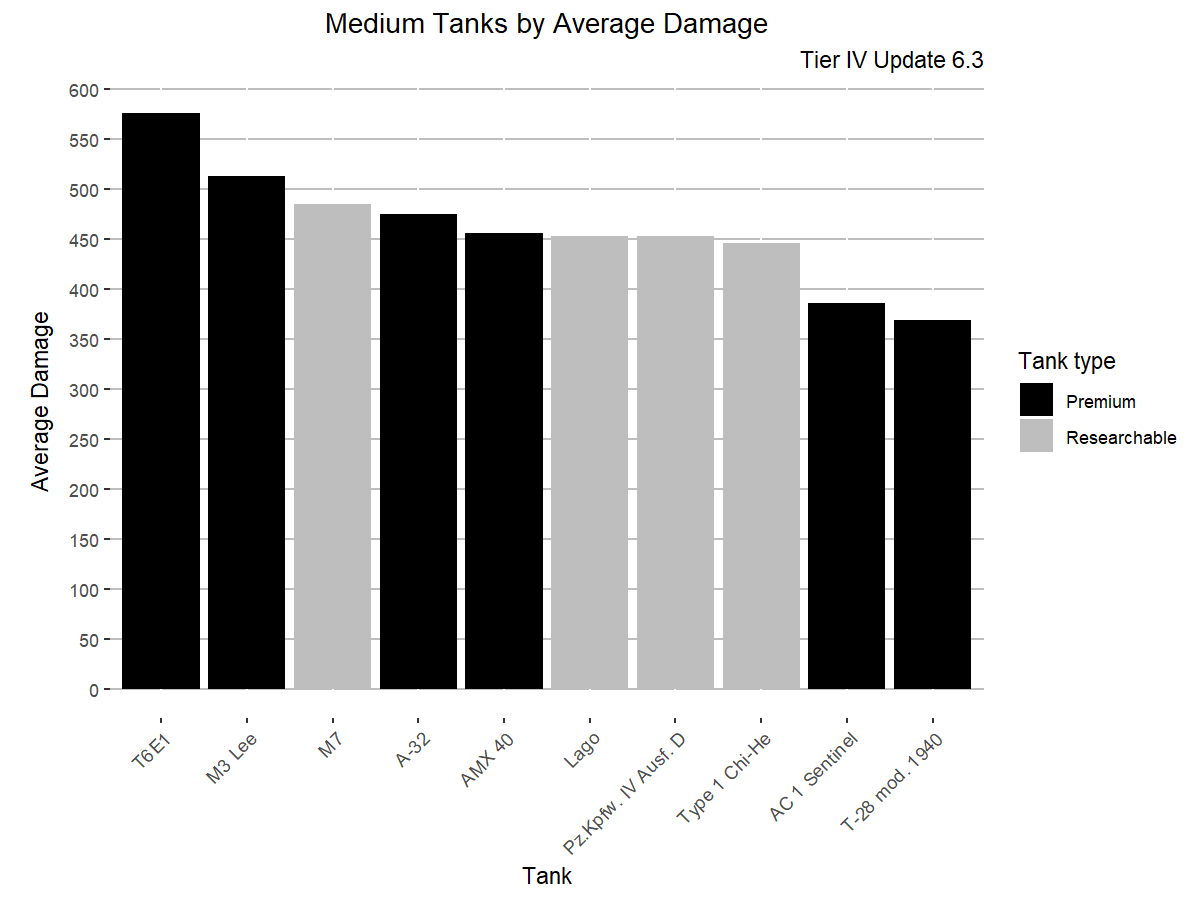 Medium Tanks by Average Damage
Tier IV Update 6.3
Average Damage
600
550
500
450
400
350
300
250
200
150
100
50
0
T6E1
M3 Lee
M7
A-32
AMX 40
Lago
Pz.Kpfw. IV Ausf. D
Type 1 Chi-He
AC 1 Sentinel
T-28 mod. 1940
Tank
Tank type
Premium
Researchable